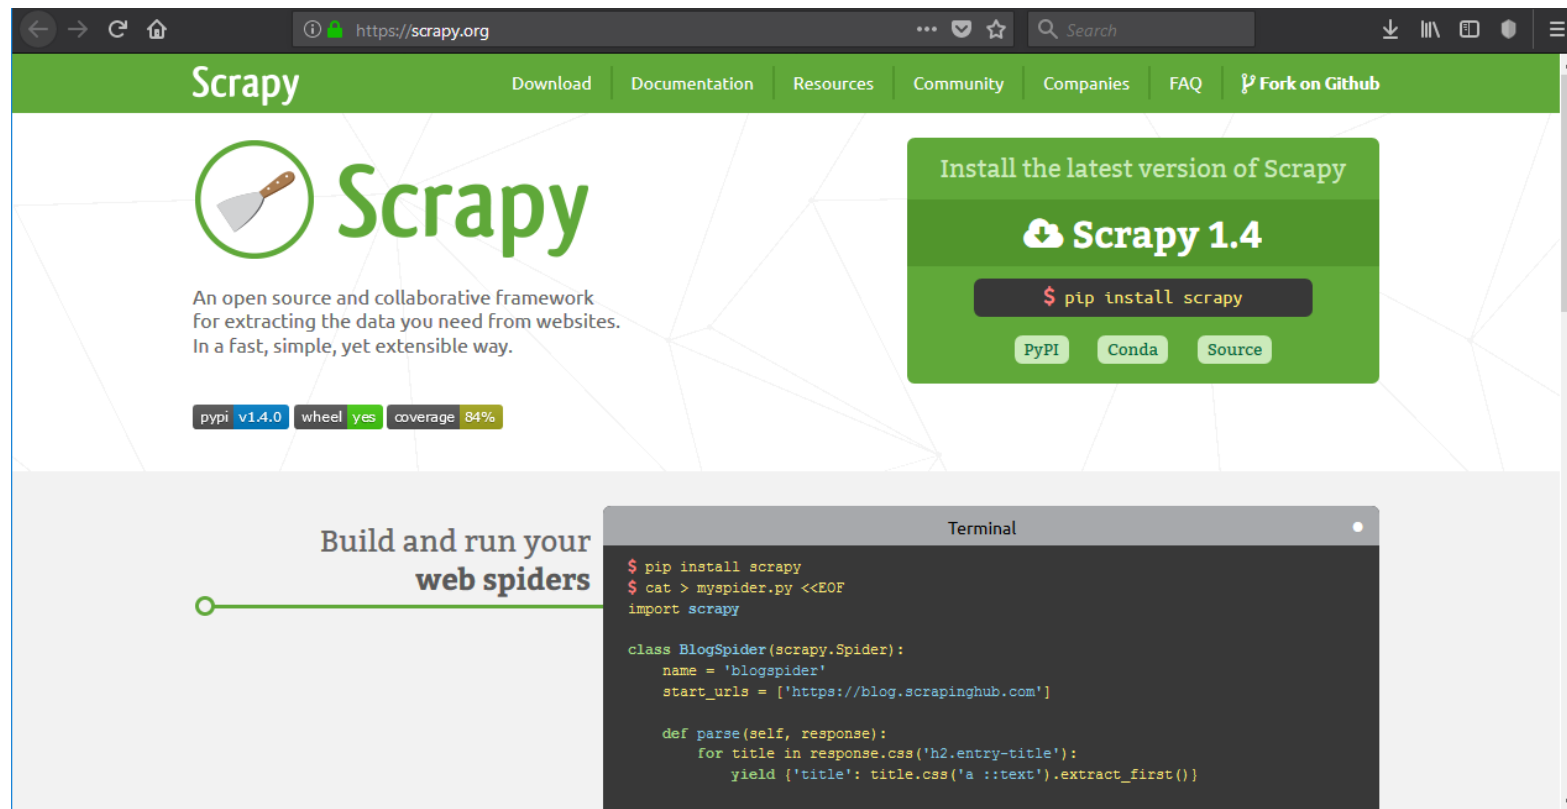 https://scrapy.org
Search
Scrapy
Download
Documentation
Resources
Community
Companies
FAQ
Fork on Github
Scrapy
An open source and collaborative framework
for extracting the data you need from websites.
In a fast, simple, yet extensible way.
pypi v1.4.0
wheel yes
coverage 84%
Install the latest version of Scrapy
Scrapy 1.4
$ pip install scrapy
PyPI
Conda
Source
Build and run your
web spiders
Terminal
$ pip install scrapy
$ cat > myspider.py <<EOF
import scrapy
class BlogSpider(scrapy.Spider):
    name = 'blogspider'
    start_urls = ['https://blog.scrapinghub.com']
    def parse(self, response):
        for title in response.css('h2.entry-title'):
            yield {'title': title.css('a ::text').extract_first()}